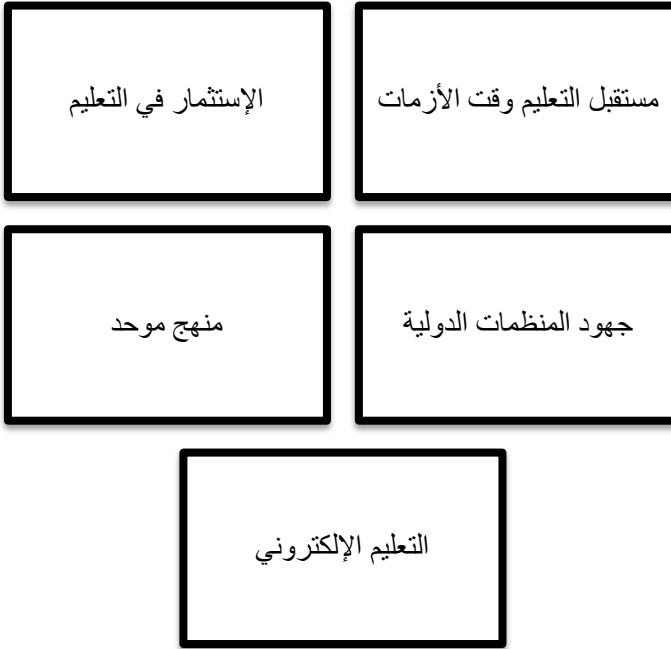 مستقبل التعليم وقت الأزمات
الإستثمار في التعليم
جهود المنظمات الدولية
منهج موحد
التعليم الإلكتروني